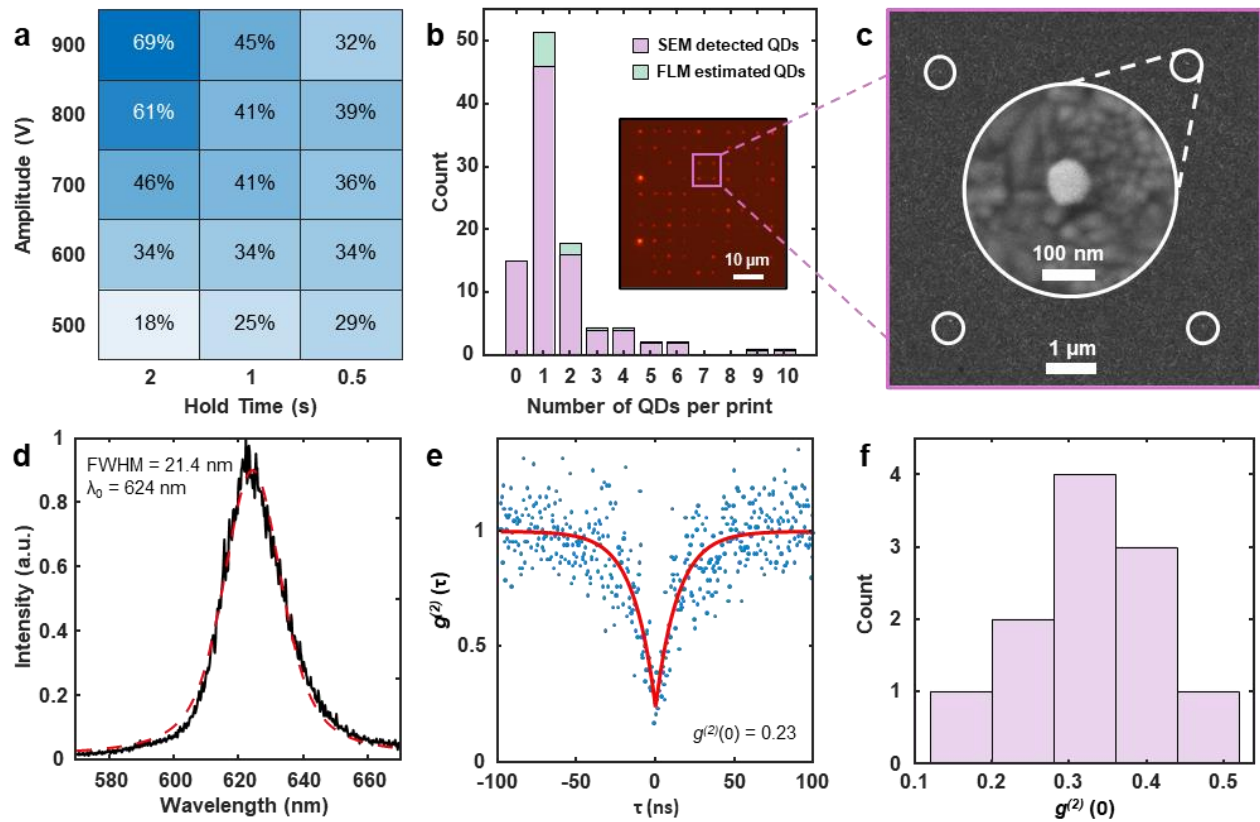 a
Amplitude (V)
900
69%
45%
32%
800
61%
41%
39%
700
46%
41%
36%
600
34%
34%
34%
500
18%
25%
29%
2
1
0.5
Hold Time (s)
b
Count
50
40
30
20
10
0
SEM detected QDs
FLM estimated QDs
10 µm
0 1 2 3 4 5 6 7 8 9 10
Number of QDs per print
c
100 nm
1 µm
d
Intensity (a.u.)
1
0.8
0.6
0.4
0.2
0
FWHM = 21.4 nm
λ₀ = 624 nm
580 600 620 640 660
Wavelength (nm)
e
g⁽²⁾ (τ)
1
0.5
0
g⁽²⁾(0) = 0.23
-100 -50 0 50 100
τ (ns)
f
Count
4
3
2
1
0
0.1 0.2 0.3 0.4 0.5
g⁽²⁾ (0)